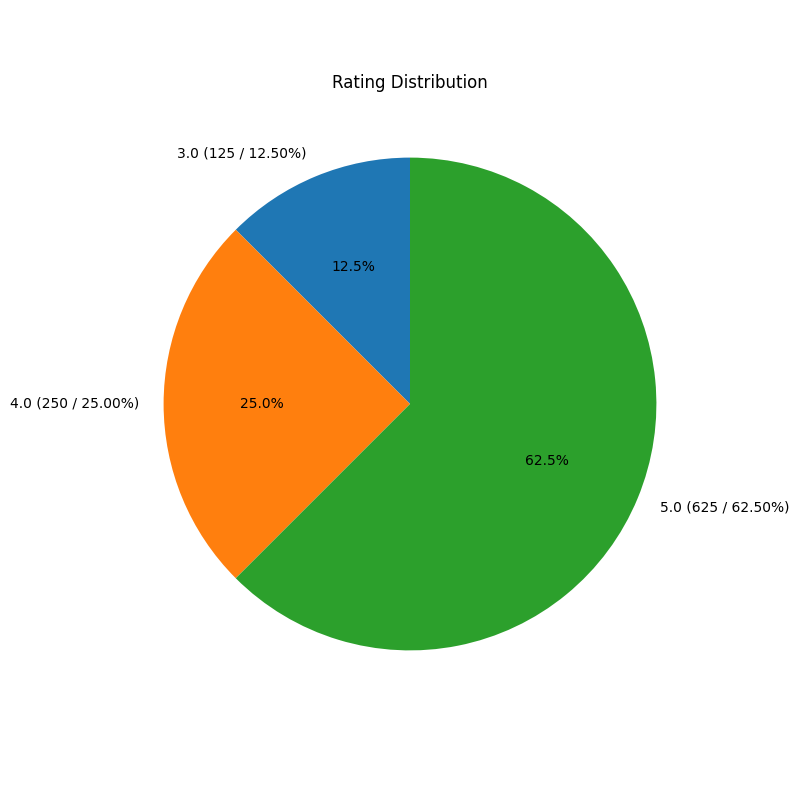 Rating Distribution
3.0 (125 / 12.50%)
12.5%
4.0 (250 / 25.00%)
25.0%
62.5%
5.0 (625 / 62.50%)